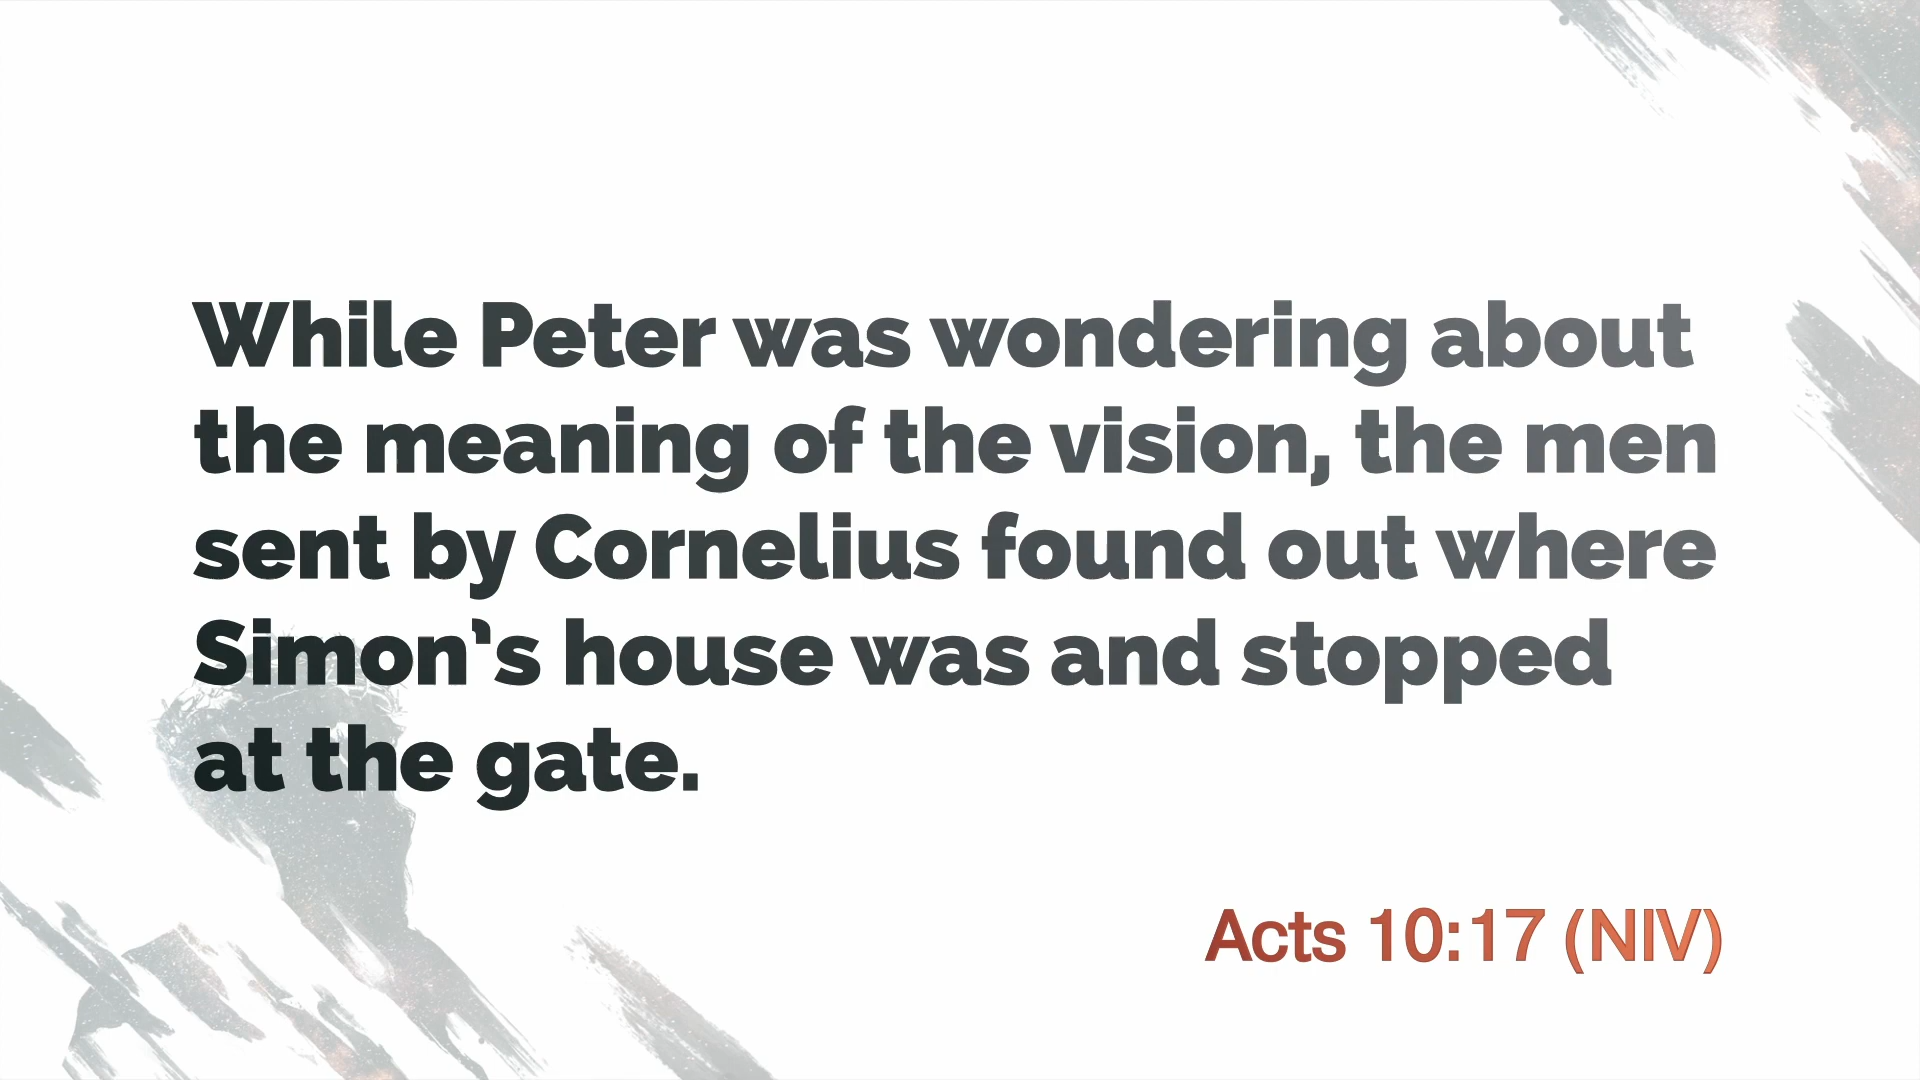 While Peter was wondering about
the meaning of the vision, the men
sent by Cornelius found out where
Simon’s house was and stopped
at the gate.
Acts 10:17 (NIV)